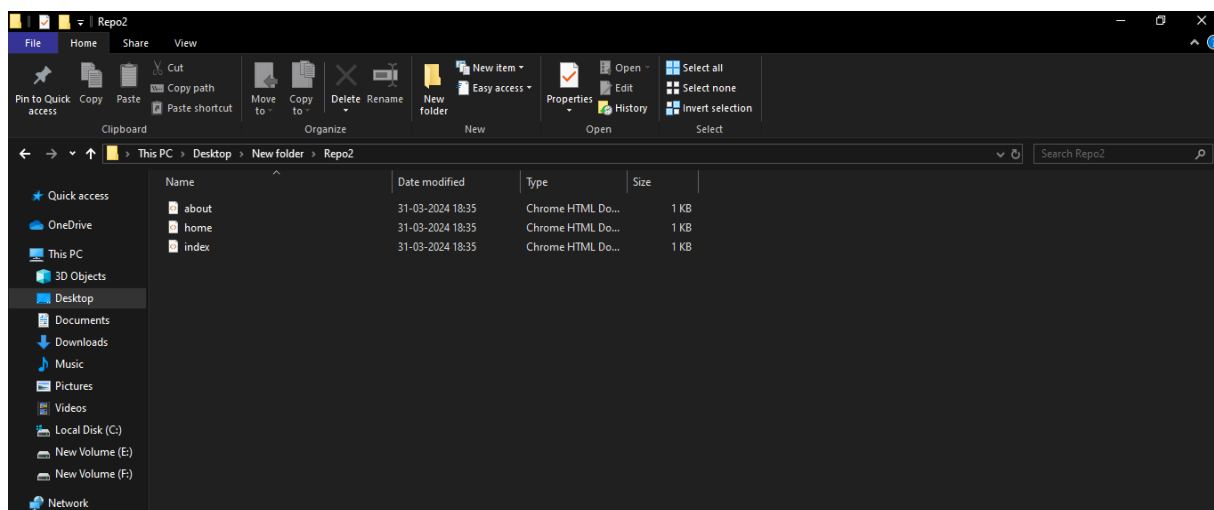 Repo2
File Home Share View
Pin to Quick access
Copy
Paste
Cut
Copy path
Paste shortcut
Clipboard
Move to
Copy to
Delete
Rename
Organize
New folder
New item
Easy access
New
Properties
Open
Edit
History
Open
Select all
Select none
Invert selection
Select
This PC > Desktop > New folder > Repo2
Search Repo2
Name Date modified Type Size
about 31-03-2024 18:35 Chrome HTML Do... 1 KB
home 31-03-2024 18:35 Chrome HTML Do... 1 KB
index 31-03-2024 18:35 Chrome HTML Do... 1 KB
Quick access
OneDrive
This PC
3D Objects
Desktop
Documents
Downloads
Music
Pictures
Videos
Local Disk (C:)
New Volume (E:)
New Volume (F:)
Network